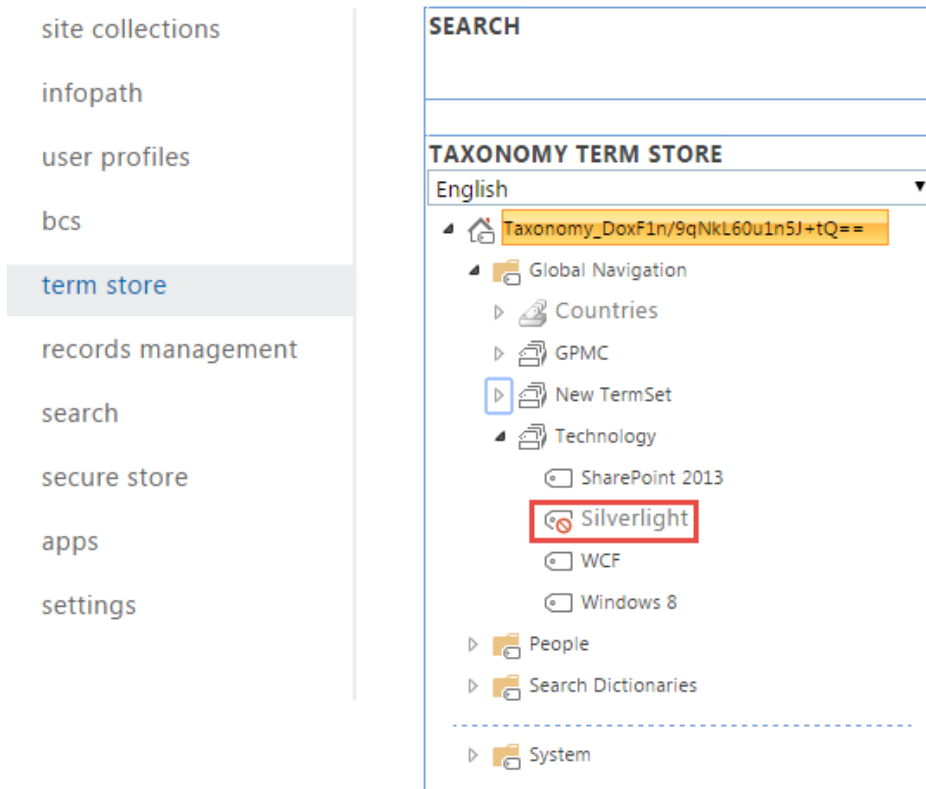 site collections
infopath
user profiles
bcs
term store
records management
search
secure store
apps
settings
SEARCH
TAXONOMY TERM STORE
English
Taxonomy_DoxF1n/9qNkL60u1n5J+tQ==
Global Navigation
Countries
GPMC
New TermSet
Technology
SharePoint 2013
Silverlight
WCF
Windows 8
People
Search Dictionaries
System